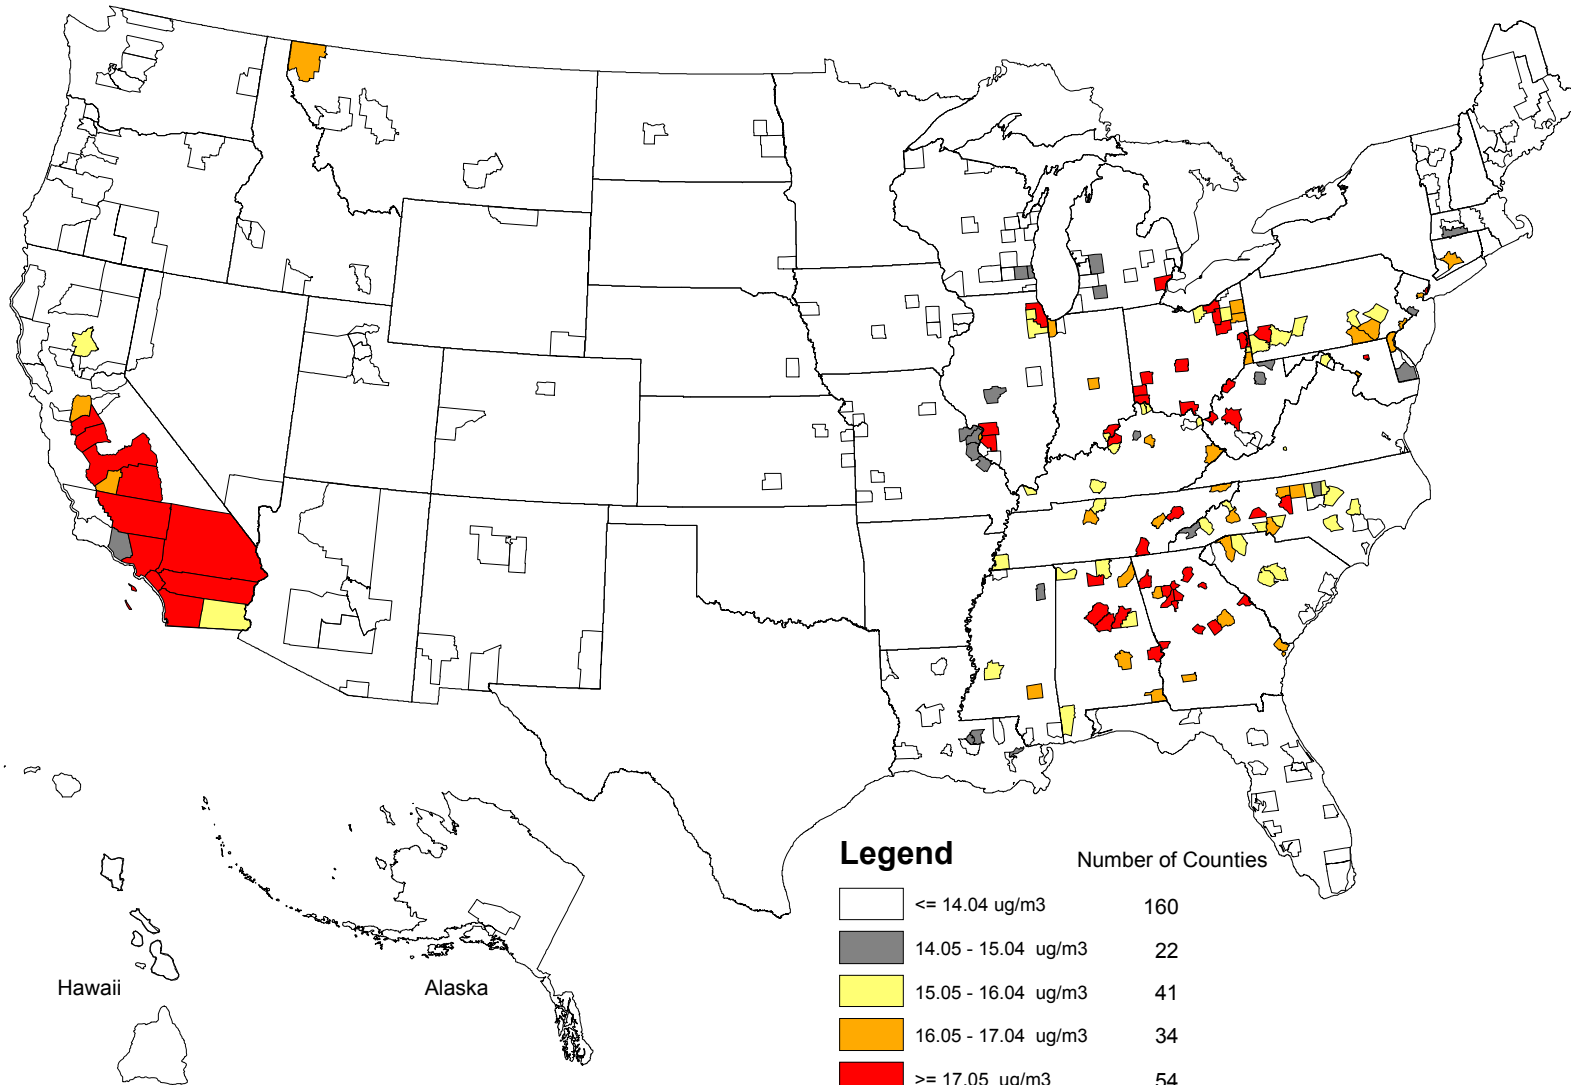 Legend
Number of Counties
<= 14.04 ug/m3 160
14.05 - 15.04 ug/m3 22
15.05 - 16.04 ug/m3 41
16.05 - 17.04 ug/m3 34
>= 17.05 ug/m3 54
Hawaii
Alaska